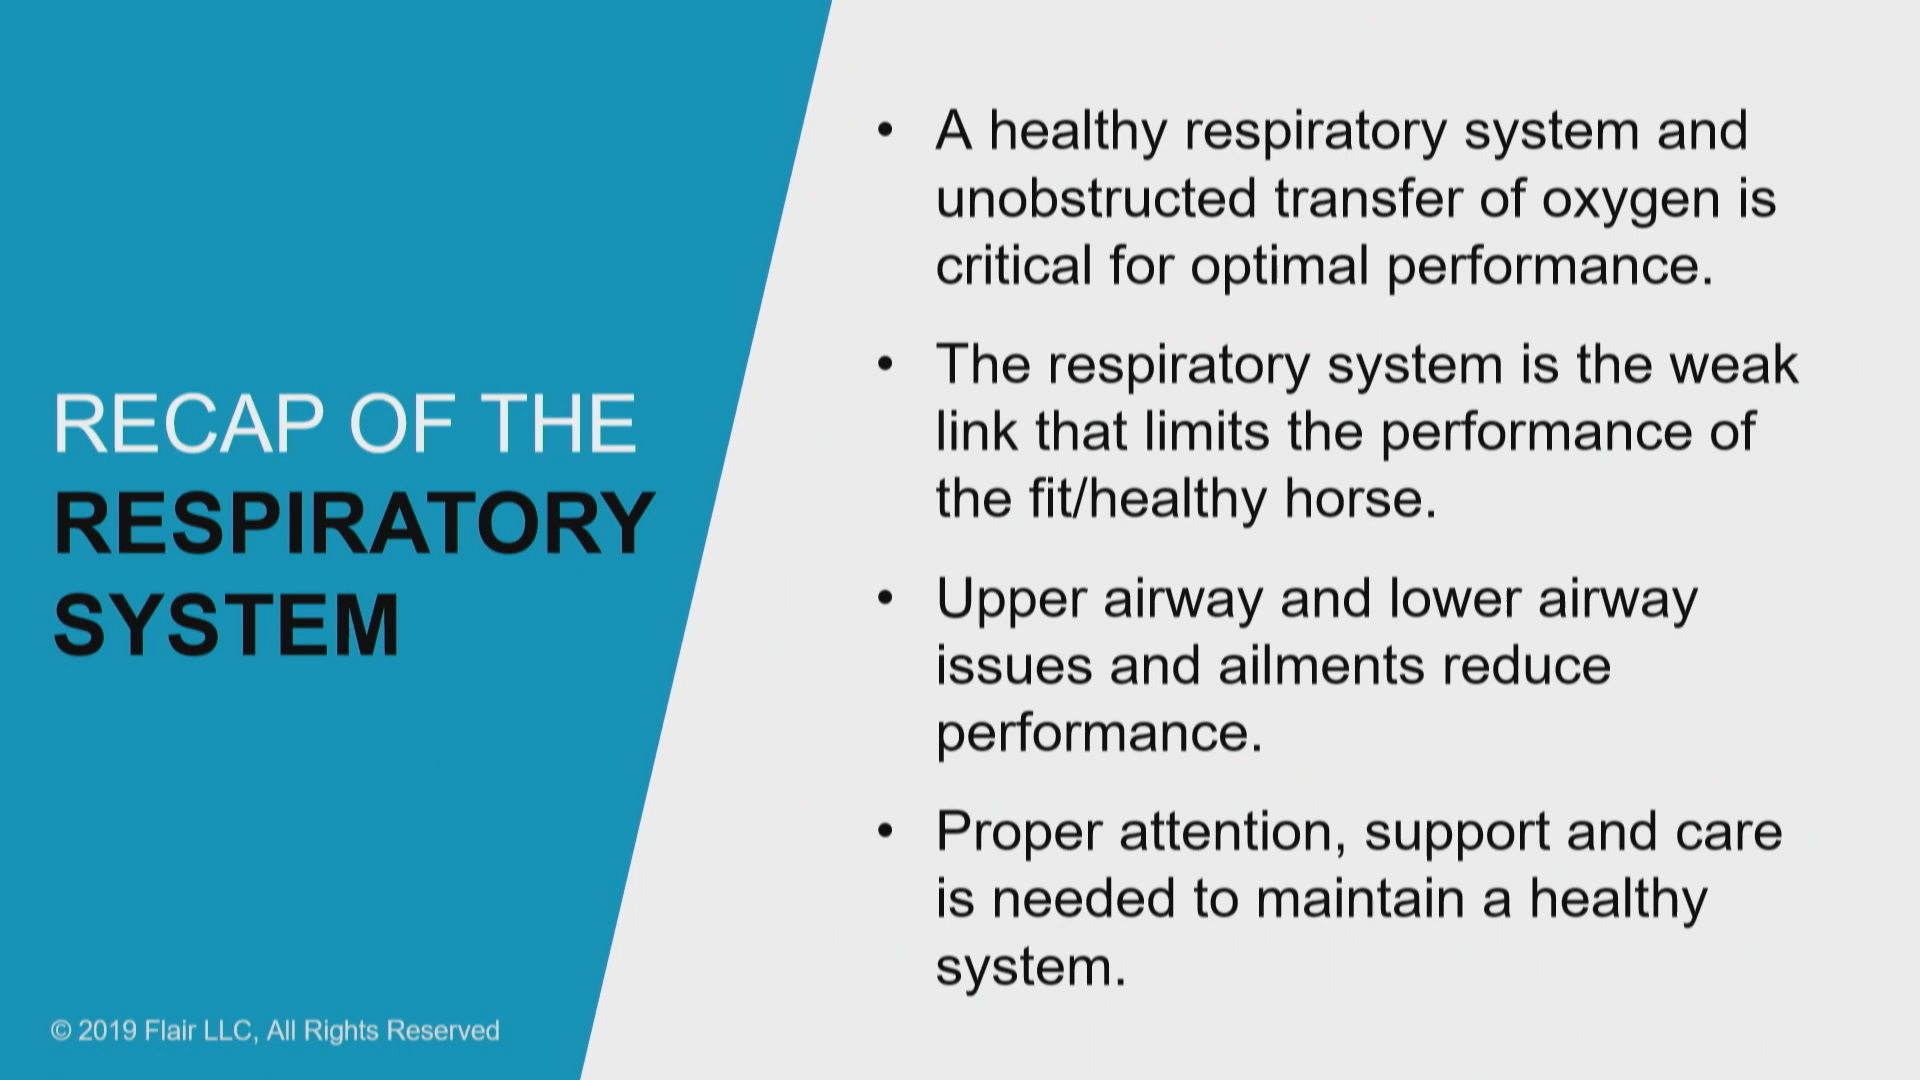 RECAP OF THE
RESPIRATORY
SYSTEM
© 2019 Flair LLC, All Rights Reserved
• A healthy respiratory system and
unobstructed transfer of oxygen is
critical for optimal performance.
• The respiratory system is the weak
link that limits the performance of
the fit/healthy horse.
• Upper airway and lower airway
issues and ailments reduce
performance.
• Proper attention, support and care
is needed to maintain a healthy
system.